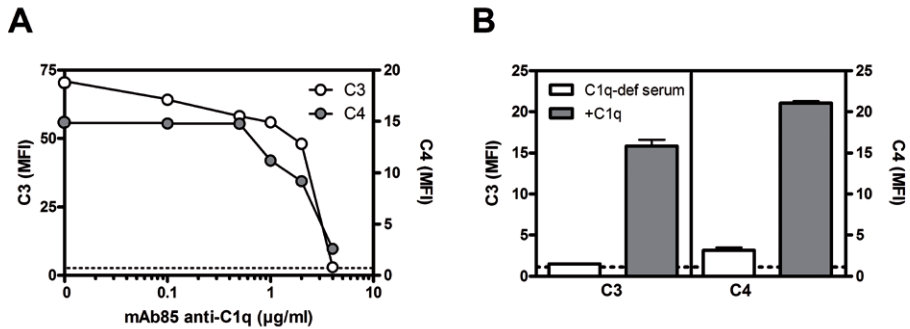 A
B
75
50
25
0
C3 (MFI)
C3
C4
20
15
10
5
0
C4 (MFI)
0 0.1 1 10
mAb85 anti-C1q (µg/ml)
25
20
15
10
5
0
C3 (MFI)
C1q-def serum
+C1q
25
20
15
10
5
0
C4 (MFI)
C3 C4